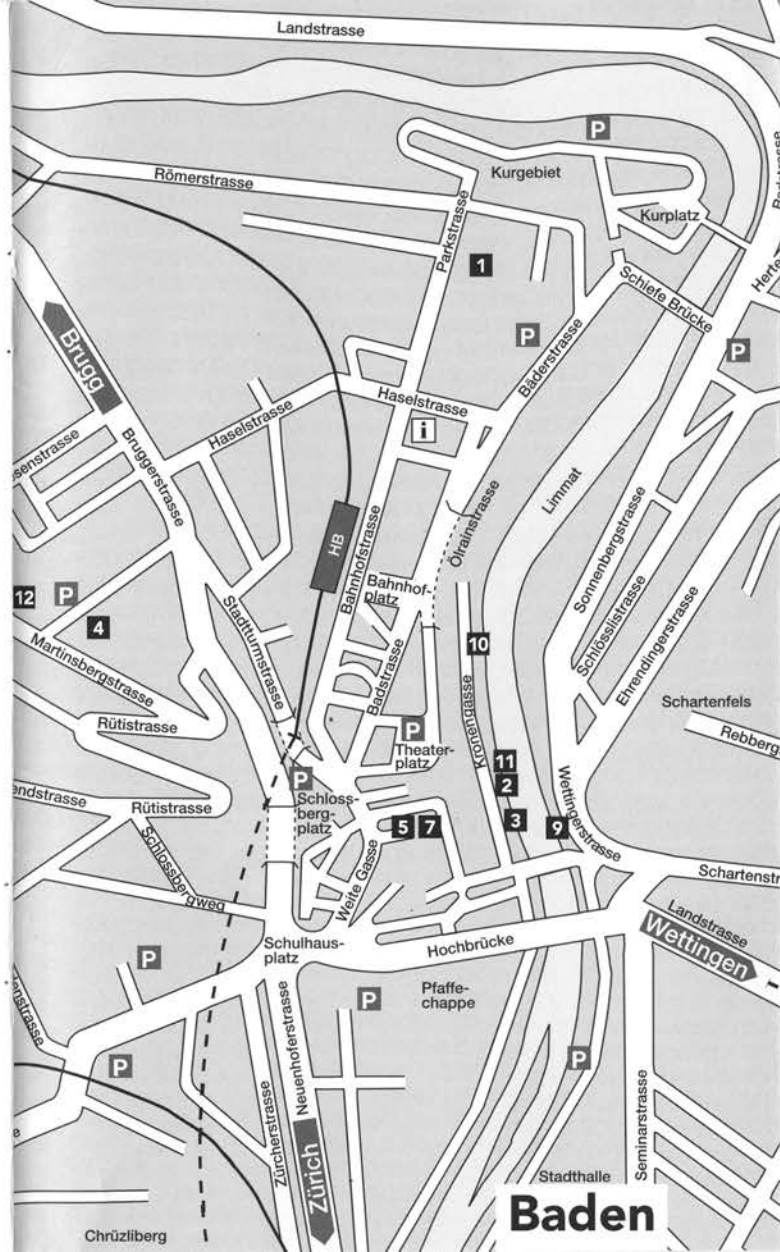 Landstrasse
P
Kurgebiet
Römerstrasse
Kurplatz
Parkstrasse
1
Schiefe Brücke
P
Bäderstrasse
P
Brugg
Haselstrasse
Haselstrasse
i
Bruggerstrasse
Limmat
HB
Bahnhofstrasse
Ölrainstrasse
Sonnenbergstrasse
Bahnhof-
platz
12
P
4
Stadtturmstrasse
Schlösslistrasse
Ehrendingerstrasse
Martinsbergstrasse
10
Badstrasse
Kronengasse
Schartenfels
Rütistrasse
P
Theater-
platz
P
11
2
Rütistrasse
Schloss-
berg-
platz
Wettingerstrasse
5
7
3
9
Schlossbergweg
Weite Gasse
Landstrasse
Wettingen
Schulhaus-
platz
Hochbrücke
P
Pfaffe-
chappe
P
P
P
Neuenhoferstrasse
Zürcherstrasse
Zürich
Seminarstrasse
Stadthalle
Baden
Chrüzliberg